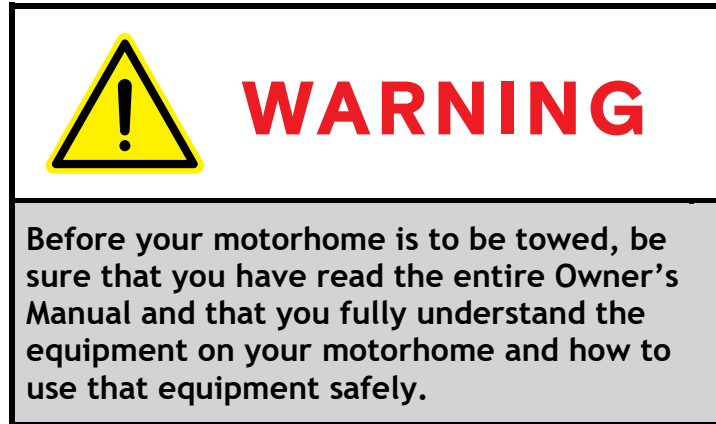 WARNING
Before your motorhome is to be towed, be
sure that you have read the entire Owner’s
Manual and that you fully understand the
equipment on your motorhome and how to
use that equipment safely.